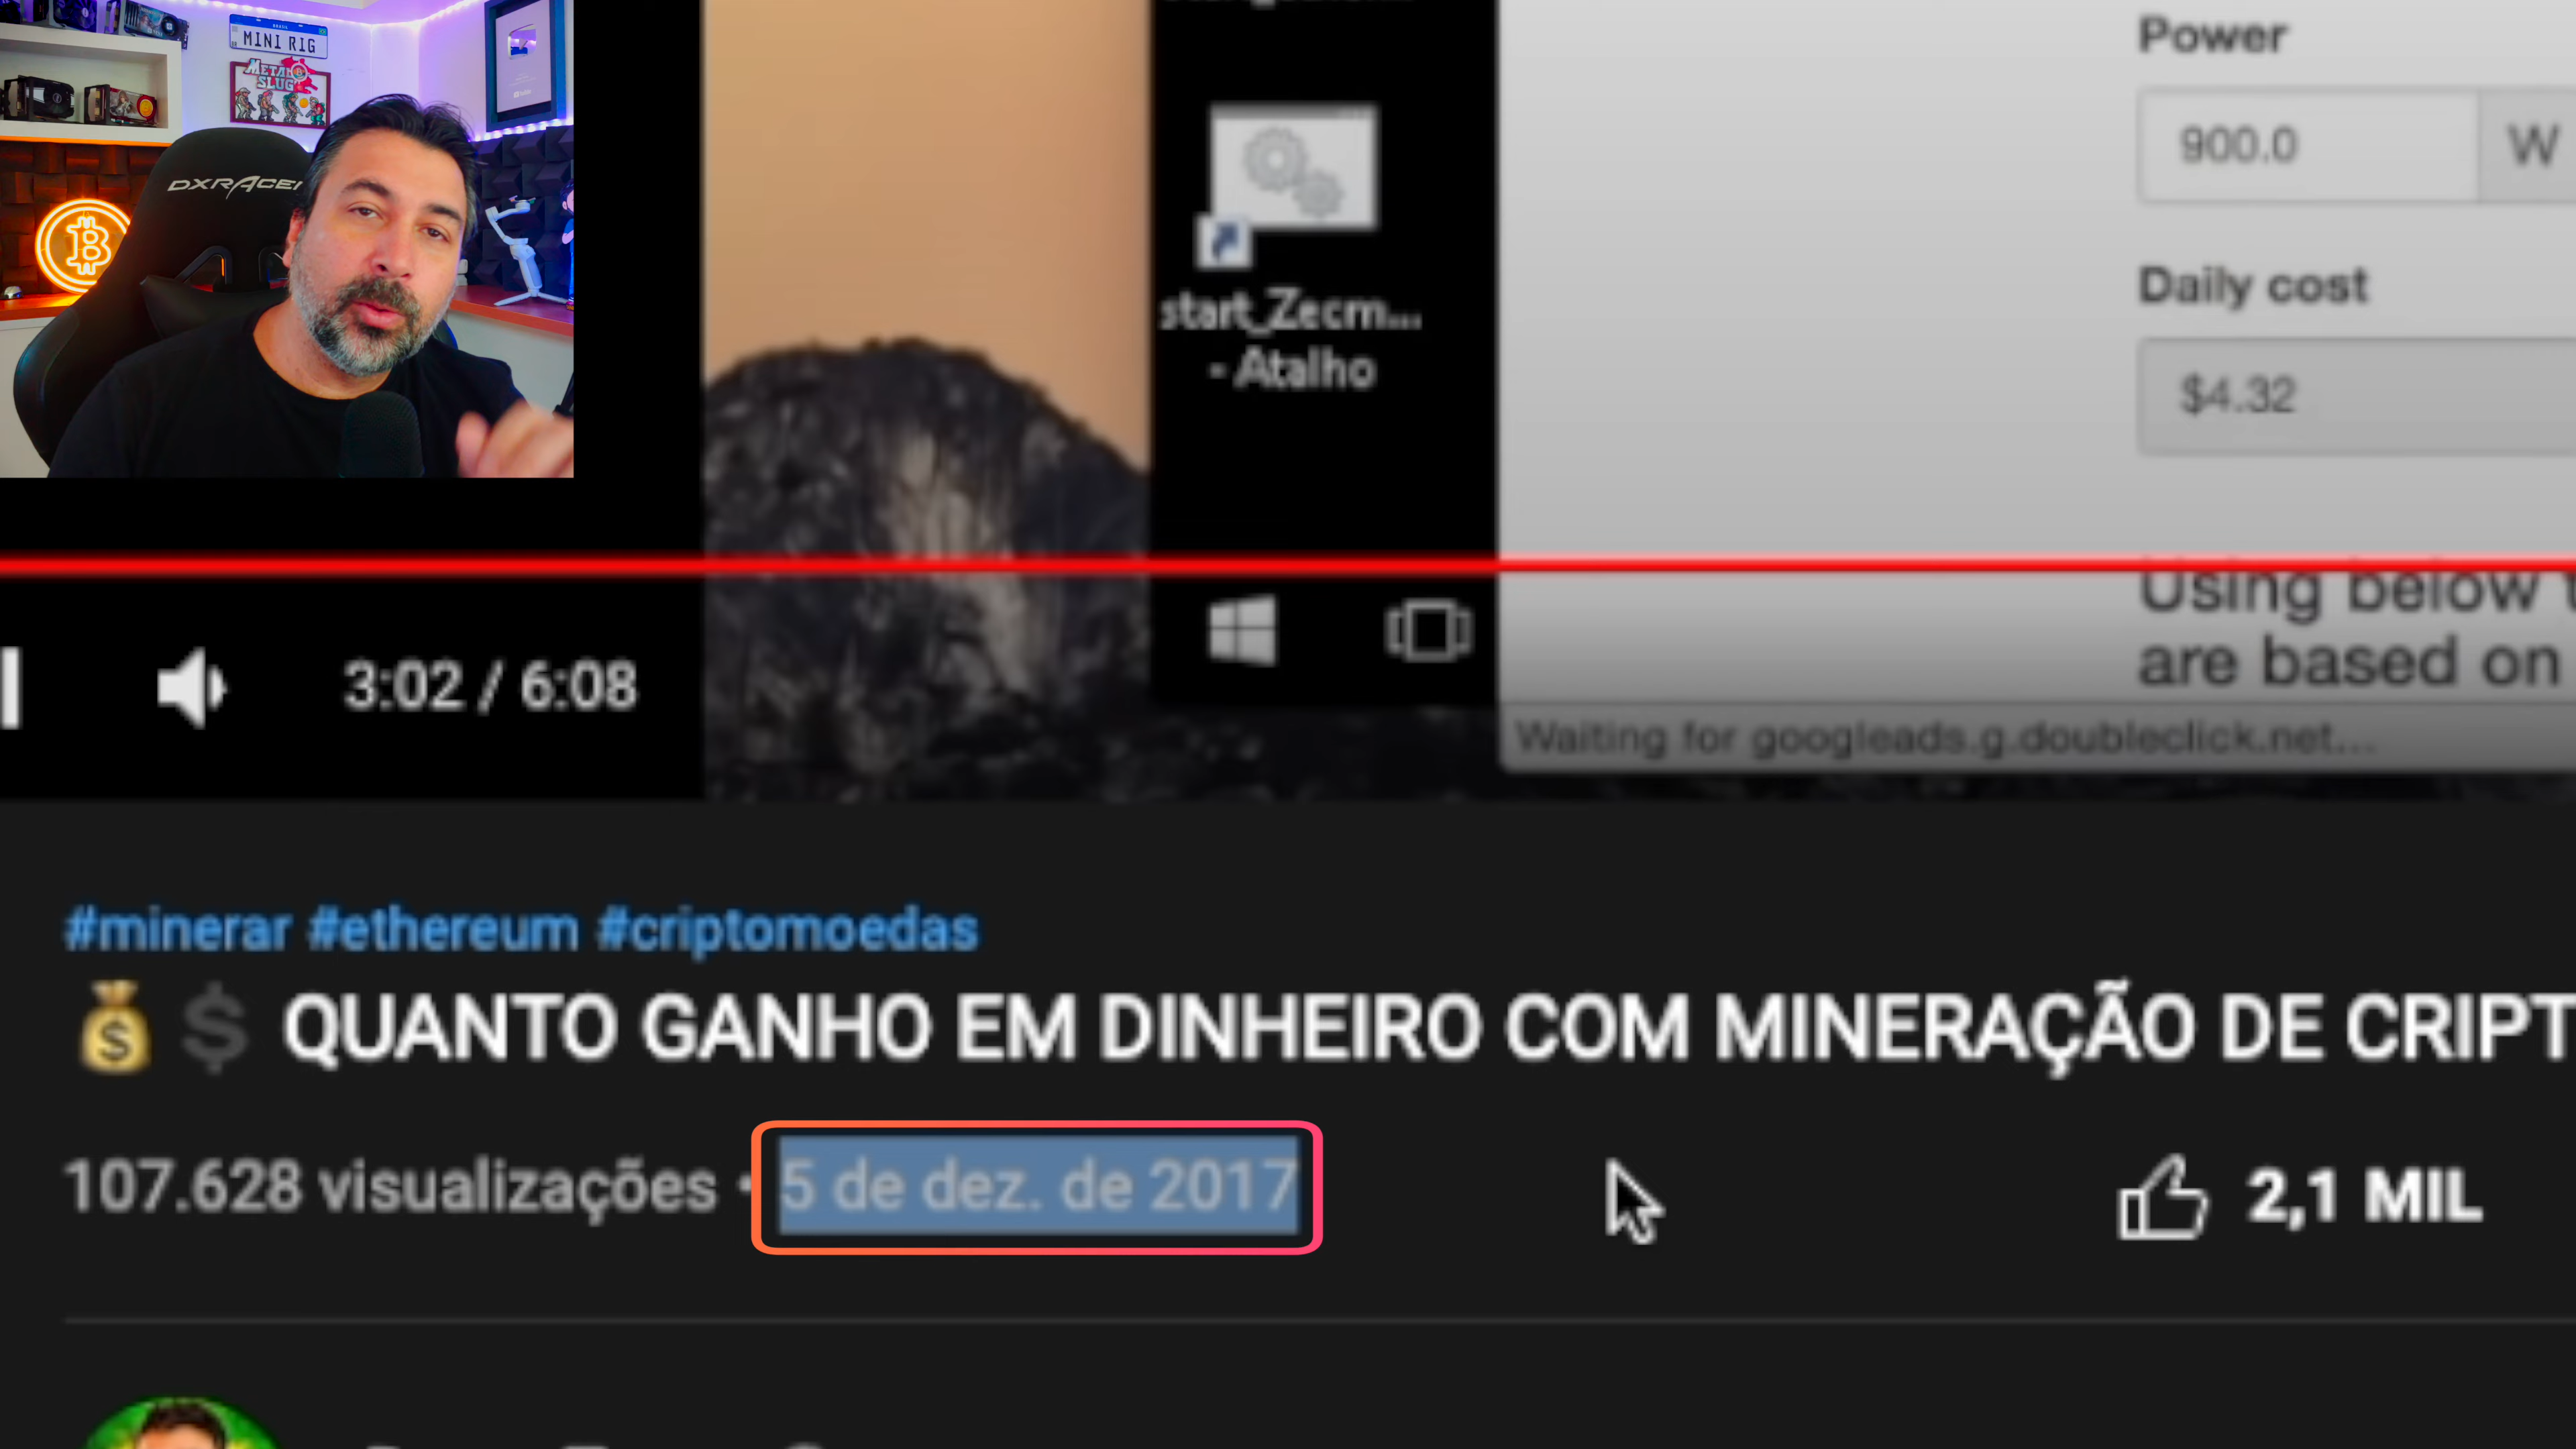 MINI RIG
METAL
SLUG
DXRACER
Power
900.0 W
Daily cost
$4.32
start_Zecm...
- Atalho
Using below
are based on
Waiting for googleads.g.doubleclick.net...
3:02 / 6:08
#minerar #ethereum #criptomoedas
$ QUANTO GANHO EM DINHEIRO COM MINERAÇÃO DE CRIPT
107.628 visualizações • 5 de dez. de 2017
2,1 MIL